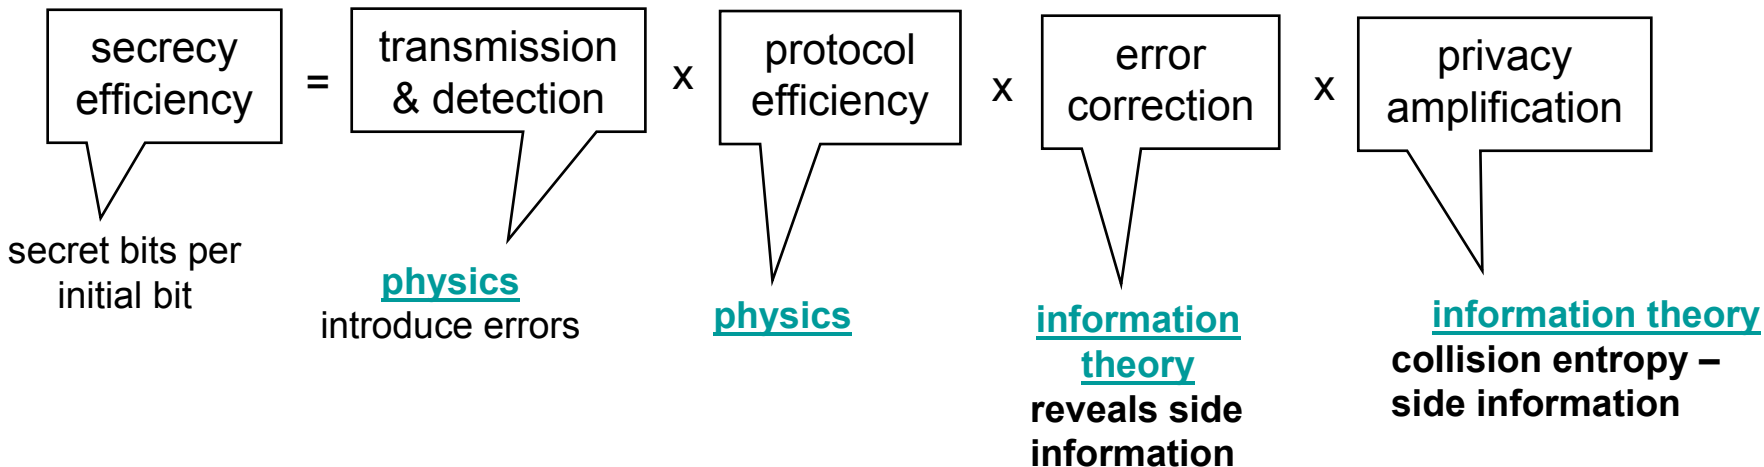 secrecy
efficiency
=
transmission
& detection
x
protocol
efficiency
x
error
correction
x
privacy
amplification
secret bits per
initial bit
physics
introduce errors
physics
information
theory
reveals side
information
information theory
collision entropy –
side information